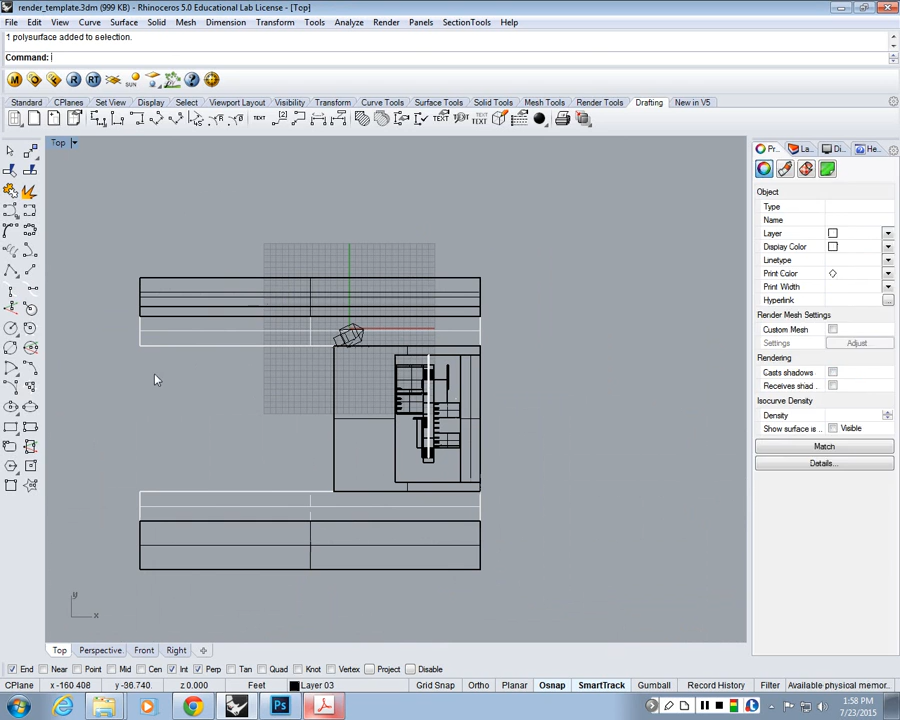 render_template.3dm (999 KB) - Rhinoceros 5.0 Educational Lab License - [Top]
File Edit View Curve Surface Solid Mesh Dimension Transform Tools Analyze Render Panels SectionTools Help
1 polysurface added to selection.
Command:
Standard CPlanes Set View Display Select Viewport Layout Visibility Transform Curve Tools Surface Tools Solid Tools Mesh Tools Render Tools Drafting New in V5
Top
Pr... La... Di... He...
Object
Type
Name
Layer
Display Color
Linetype
Print Color
Print Width
Hyperlink
Render Mesh Settings
Custom Mesh
Settings Adjust
Rendering
Casts shadows
Receives shad...
Isocurve Density
Density
Show surface is... Visible
Match
Details...
y
x
Top Perspective Front Right
End Near Point Mid Cen Int Perp Tan Quad Knot Vertex Project Disable
CPlane x -160.408 y -36.740 z 0.000 Feet Layer 03 Grid Snap Ortho Planar Osnap SmartTrack Gumball Record History Filter Available physical memor...
1:58 PM
7/23/2015